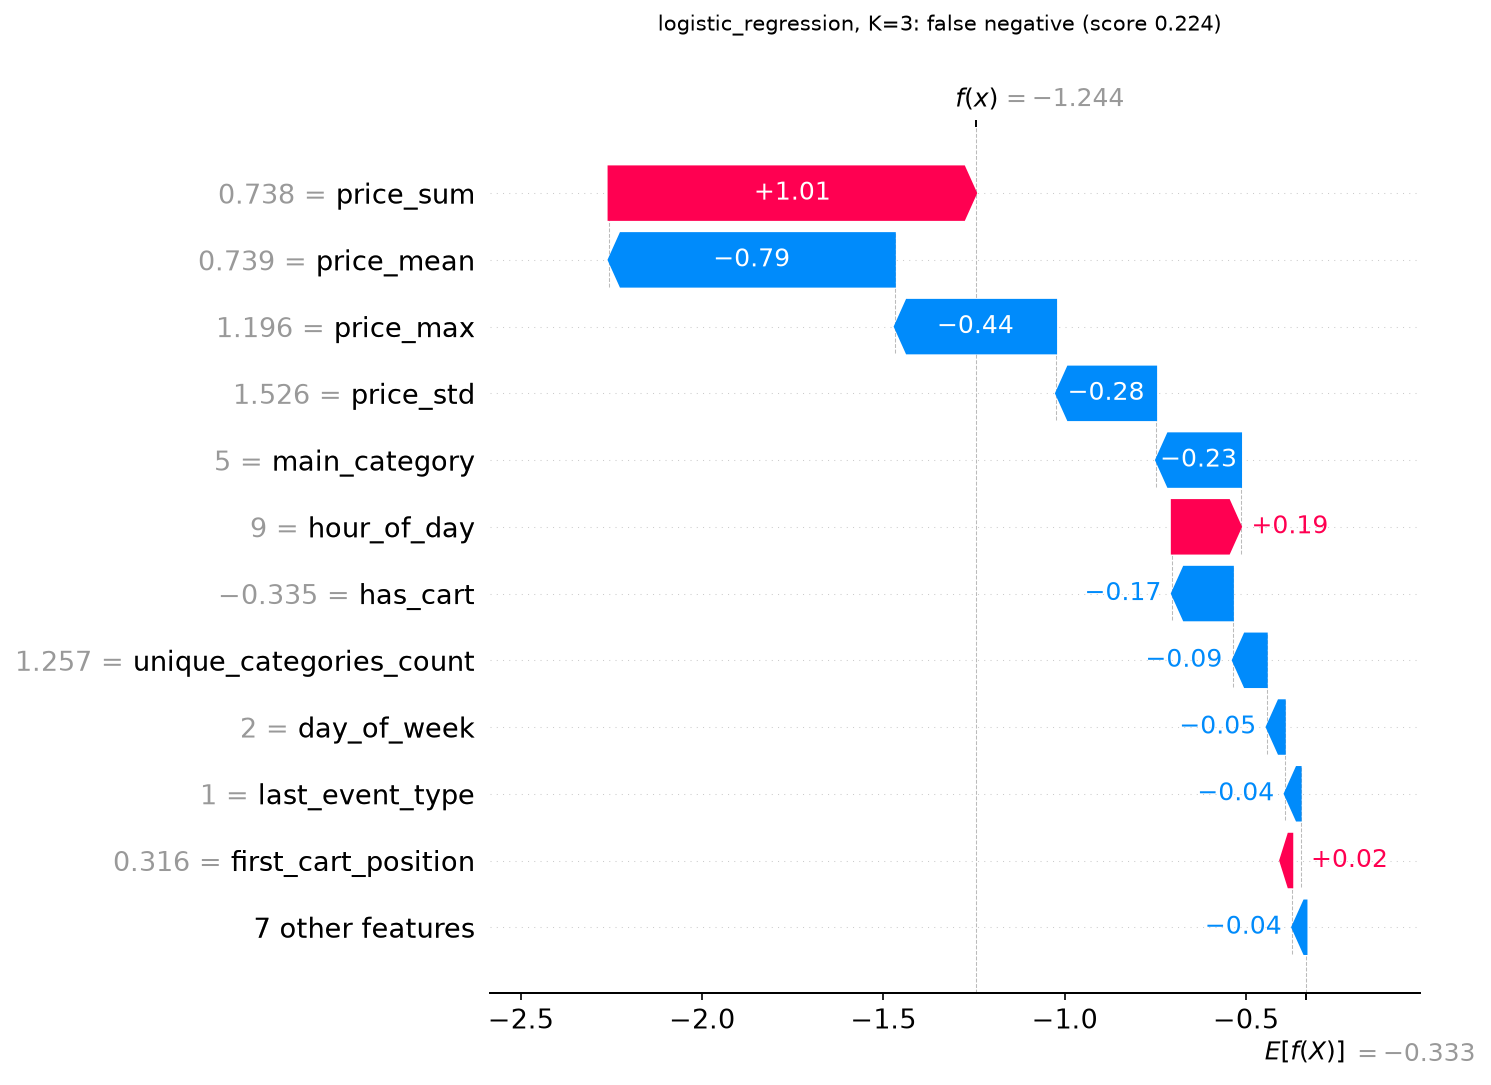 logistic_regression, K=3: false negative (score 0.224)
f(x) = −1.244
0.738 = price_sum +1.01
0.739 = price_mean −0.79
1.196 = price_max −0.44
1.526 = price_std −0.28
5 = main_category −0.23
9 = hour_of_day +0.19
−0.335 = has_cart −0.17
1.257 = unique_categories_count −0.09
2 = day_of_week −0.05
1 = last_event_type −0.04
0.316 = first_cart_position +0.02
7 other features −0.04
−2.5 −2.0 −1.5 −1.0 −0.5
E[f(X)] = −0.333